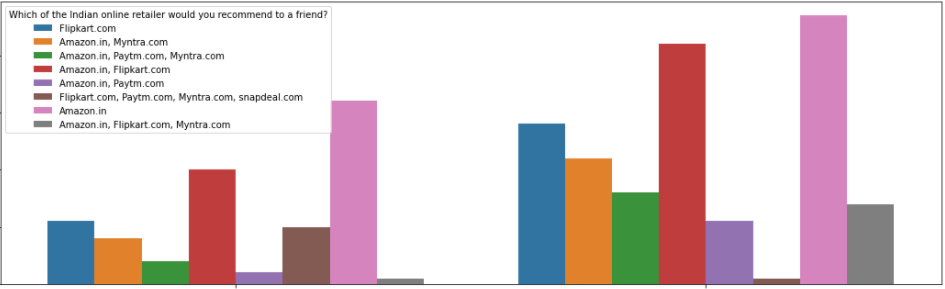 Which of the Indian online retailer would you recommend to a friend?
Flipkart.com
Amazon.in, Myntra.com
Amazon.in, Paytm.com, Myntra.com
Amazon.in, Flipkart.com
Amazon.in, Paytm.com
Flipkart.com, Paytm.com, Myntra.com, snapdeal.com
Amazon.in
Amazon.in, Flipkart.com, Myntra.com